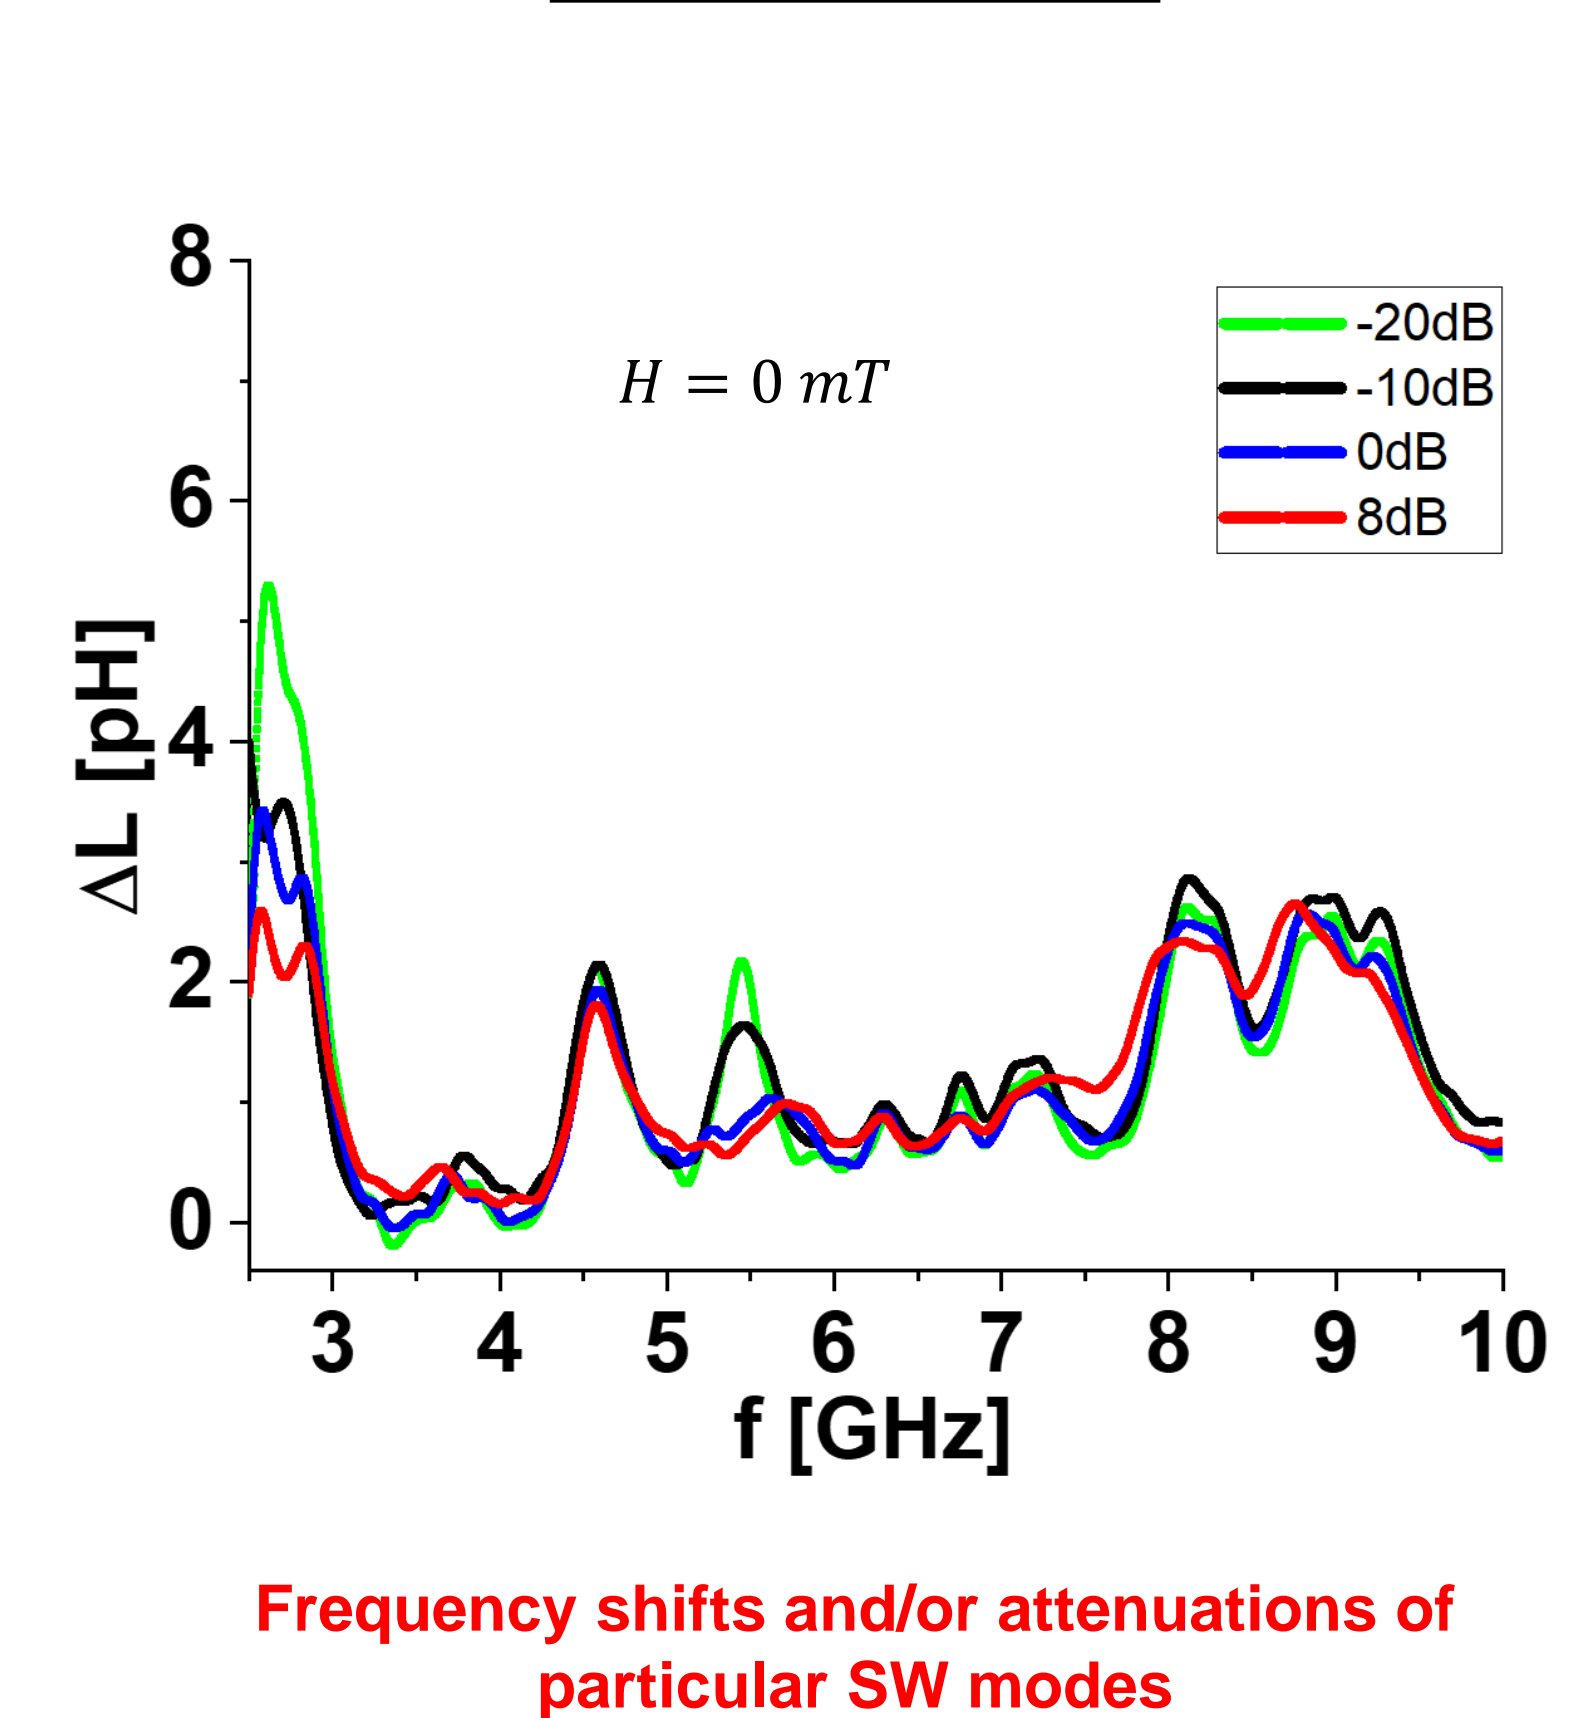 H = 0 mT
-20dB
-10dB
0dB
8dB
ΔL [pH]
8
6
4
2
0
3 4 5 6 7 8 9 10
f [GHz]
Frequency shifts and/or attenuations of
particular SW modes